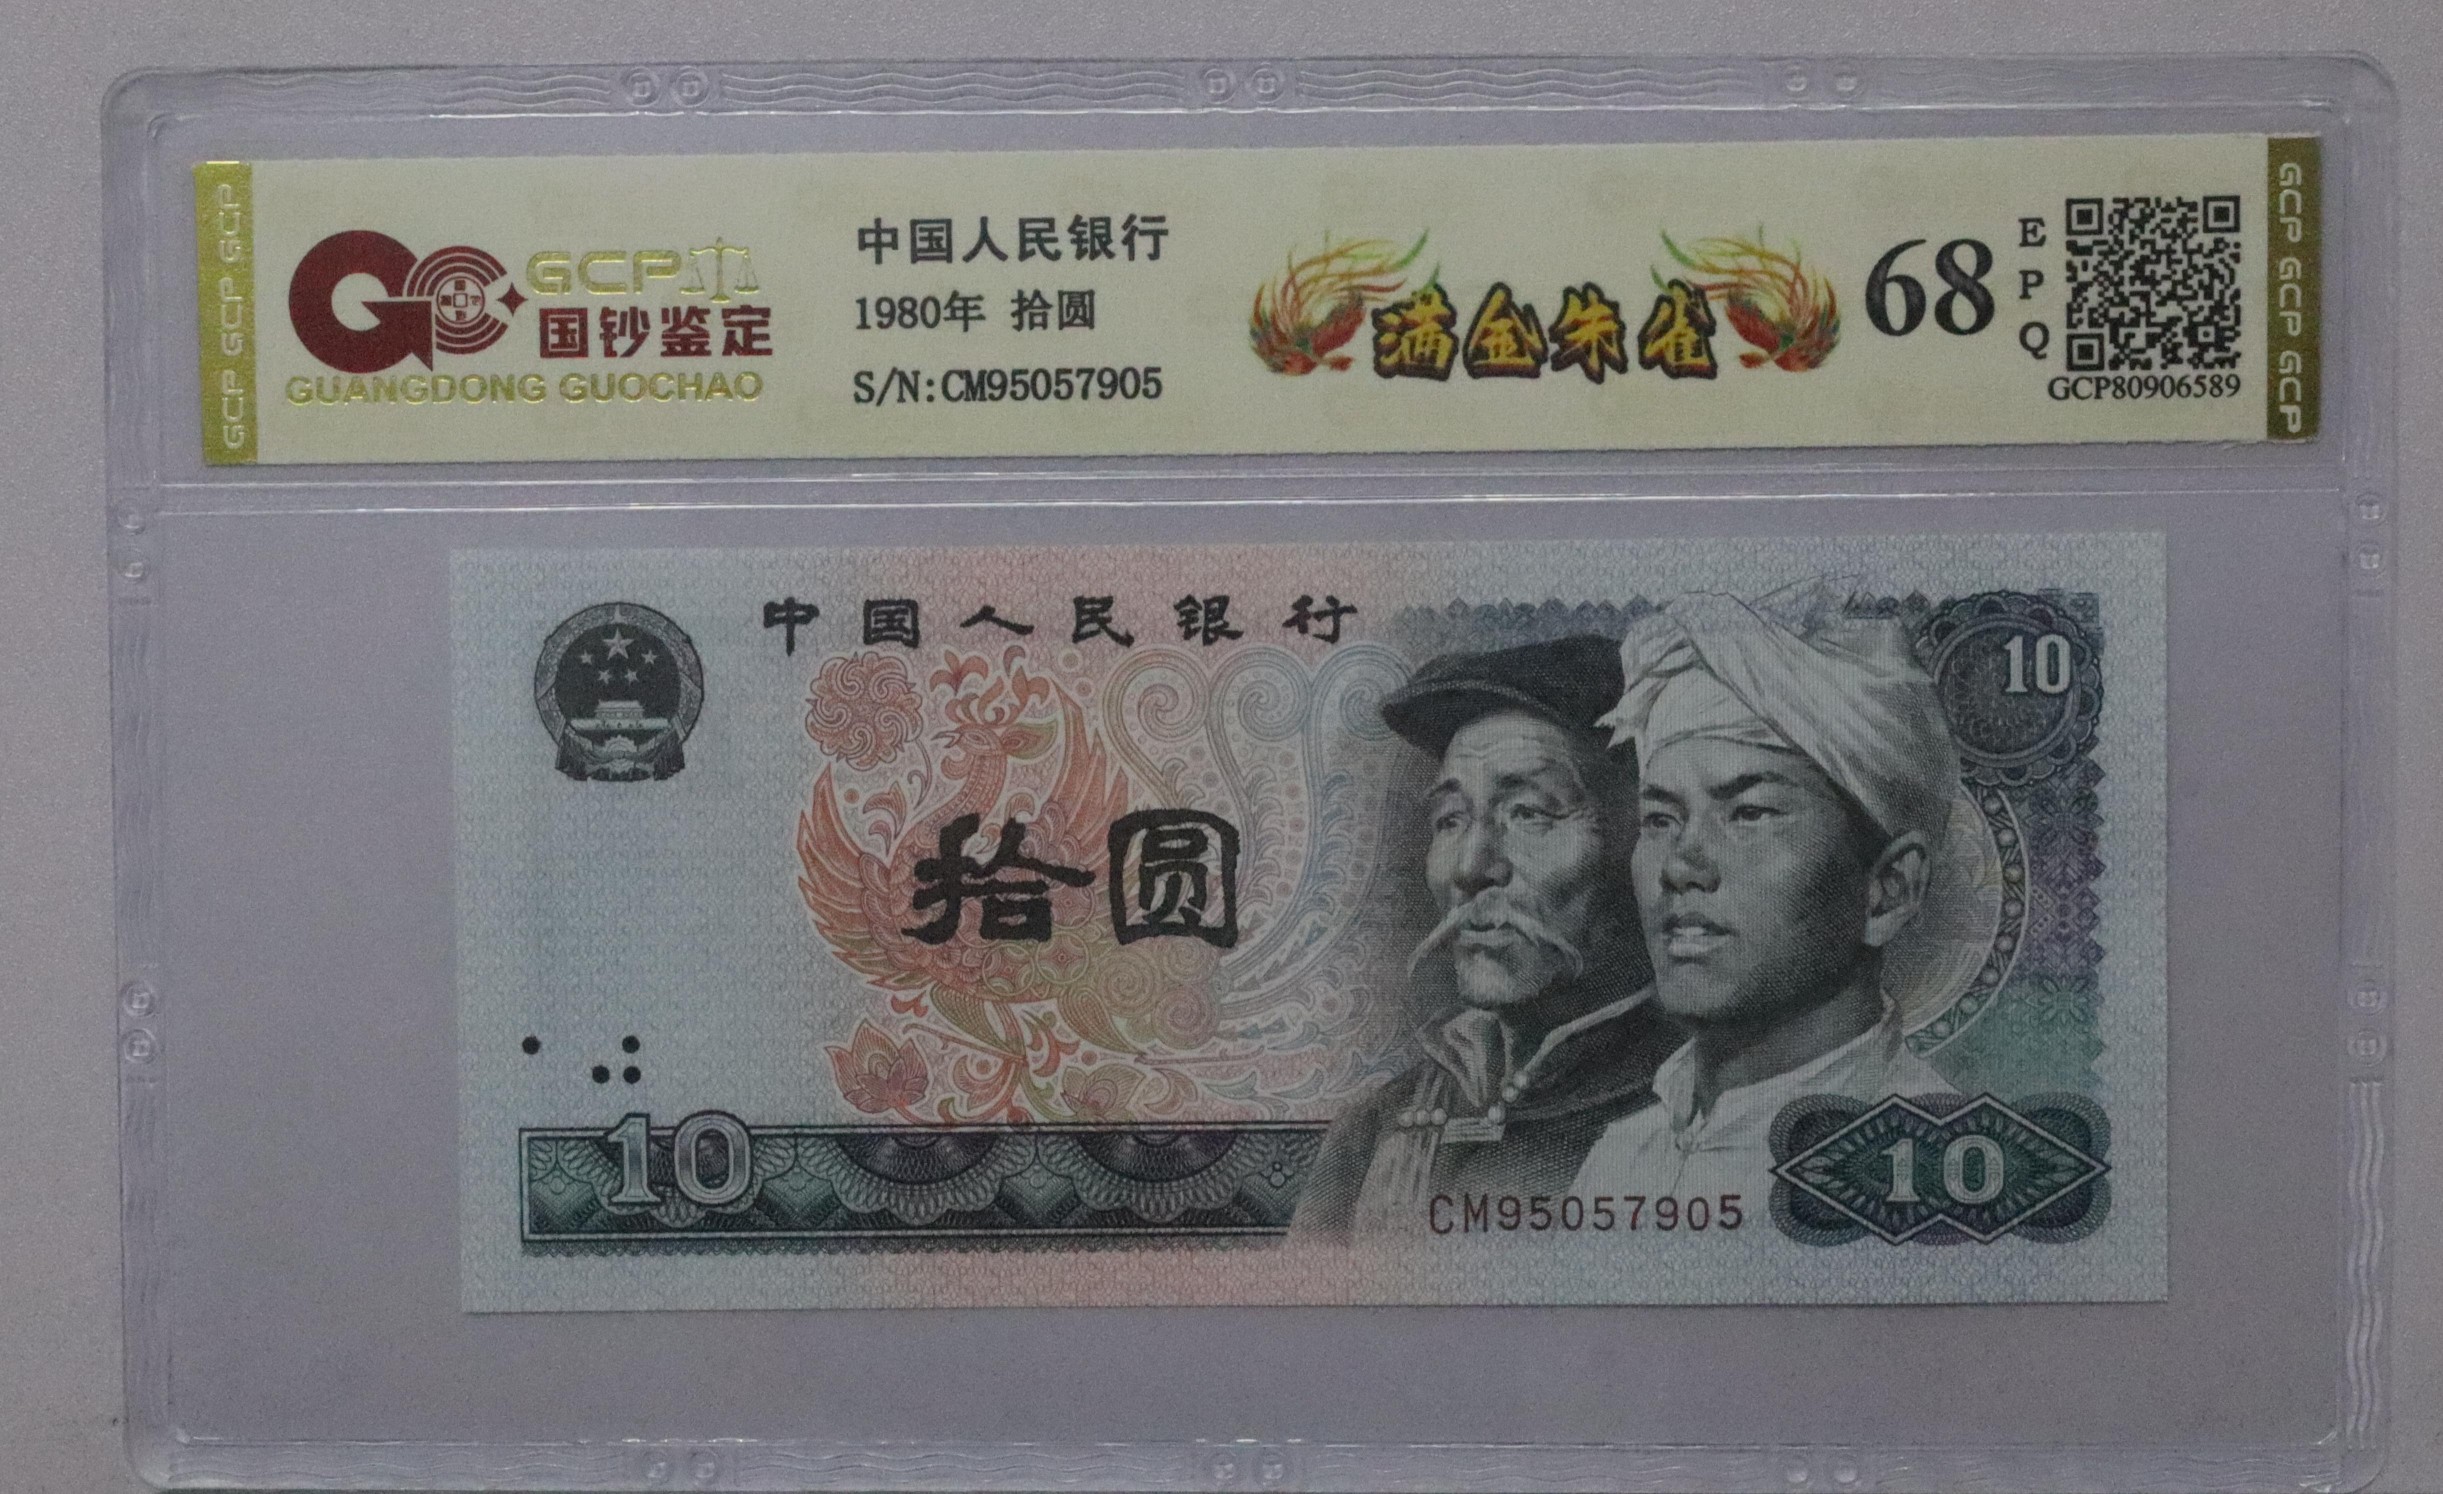 GCP GCP GCP
GCP
国钞鉴定
GUANGDONG GUOCHAO
中国人民银行
1980年 拾圆
S/N:CM95057905
满金朱雀
68
E
P
Q
GCP80906589
GCP GCP GCP
中国人民银行
10
拾圆
10
CM95057905
10